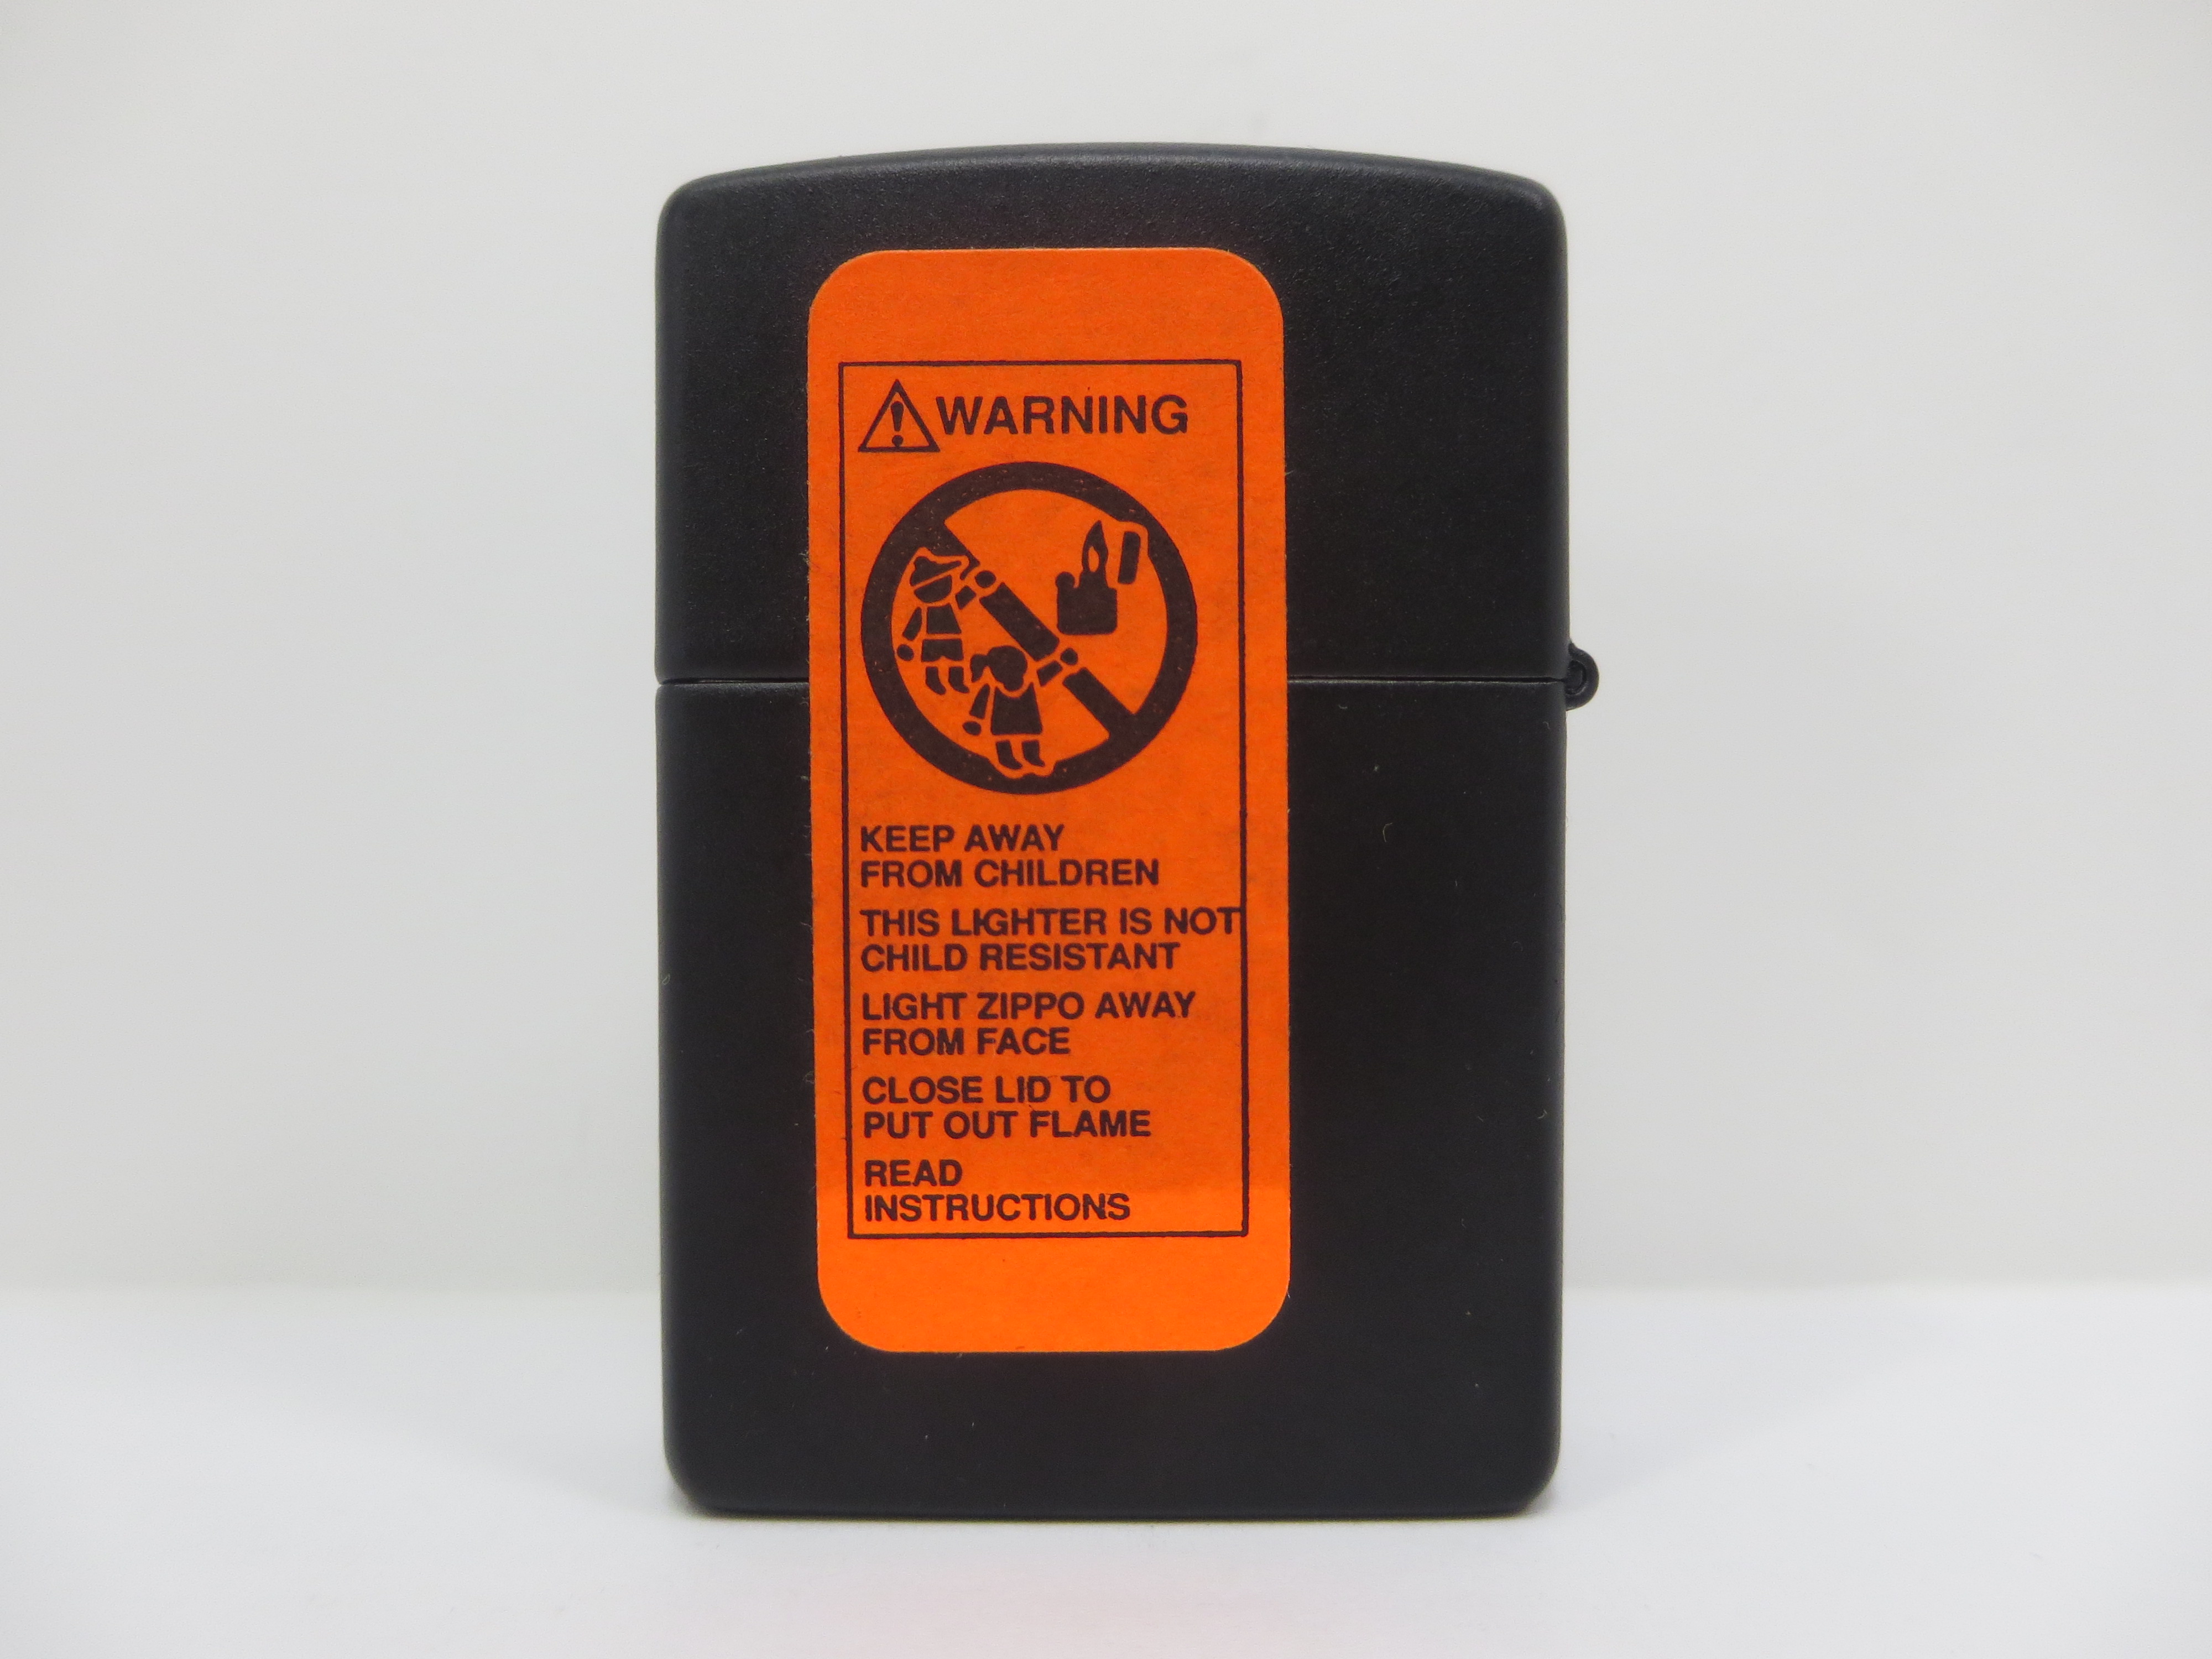 WARNING
KEEP AWAY
FROM CHILDREN
THIS LIGHTER IS NOT
CHILD RESISTANT
LIGHT ZIPPO AWAY
FROM FACE
CLOSE LID TO
PUT OUT FLAME
READ
INSTRUCTIONS